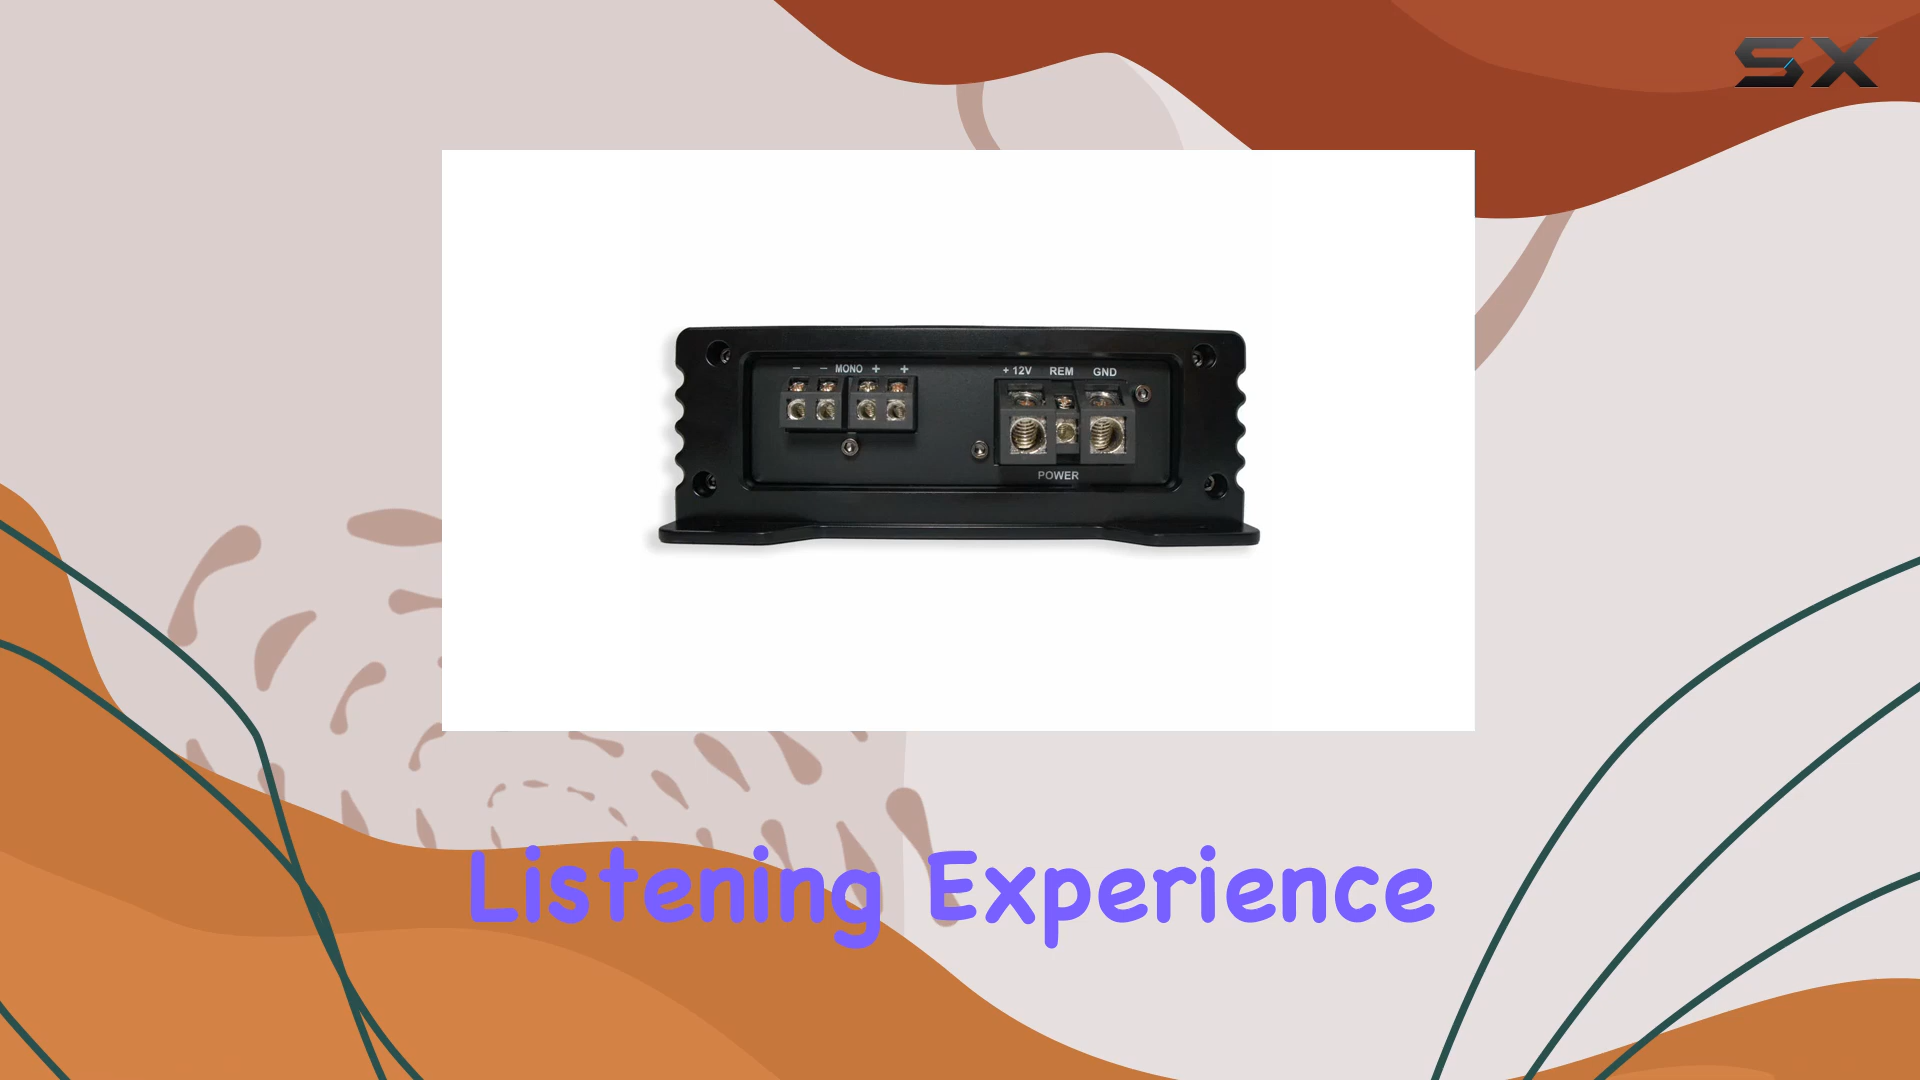 SX
− − MONO + +
+ 12V REM GND
POWER
Listening Experience